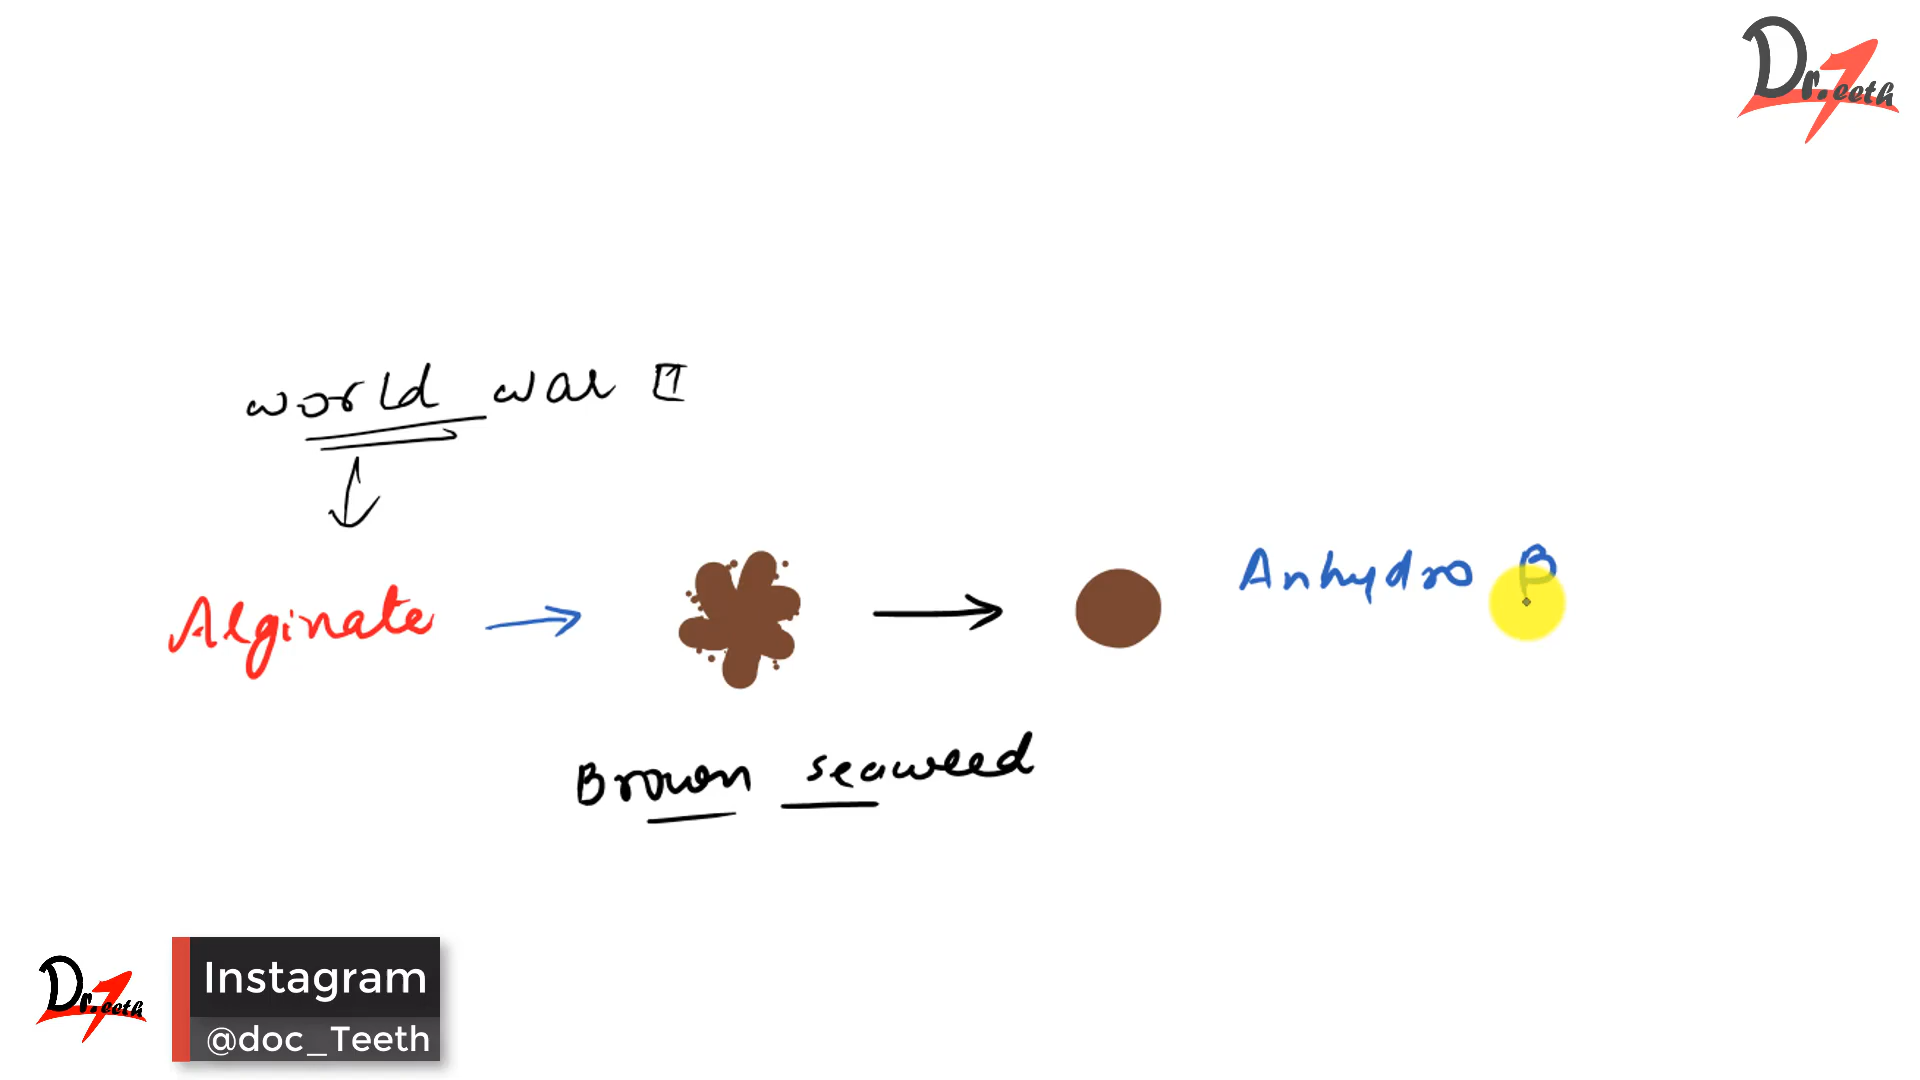 Dr.Teeth
world war II
Anhydro B
Alginate
Brown seaweed
Dr.Teeth
Instagram
@doc_Teeth